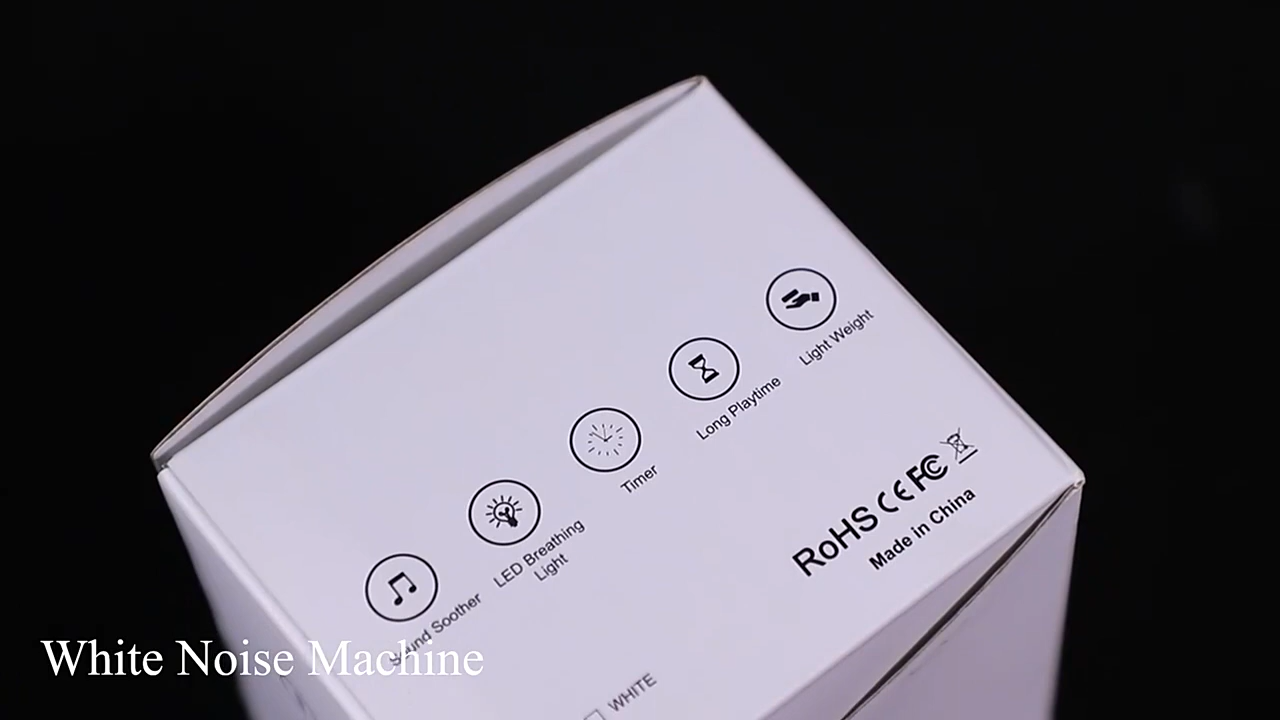 Light Weight
Long Playtime
Timer
LED Breathing
Light
Sound Soother
RoHS CE FC
Made in China
WHITE
White Noise Machine